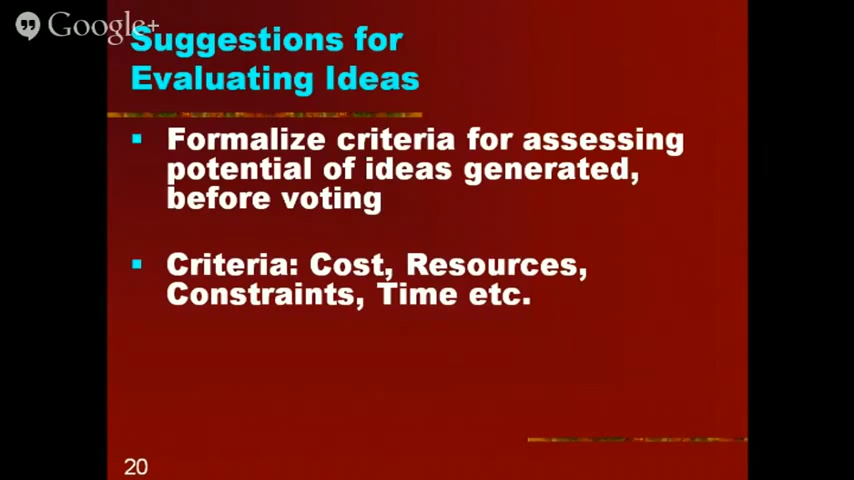 Google+
Suggestions for
Evaluating Ideas
Formalize criteria for assessing
potential of ideas generated,
before voting
Criteria: Cost, Resources,
Constraints, Time etc.
20